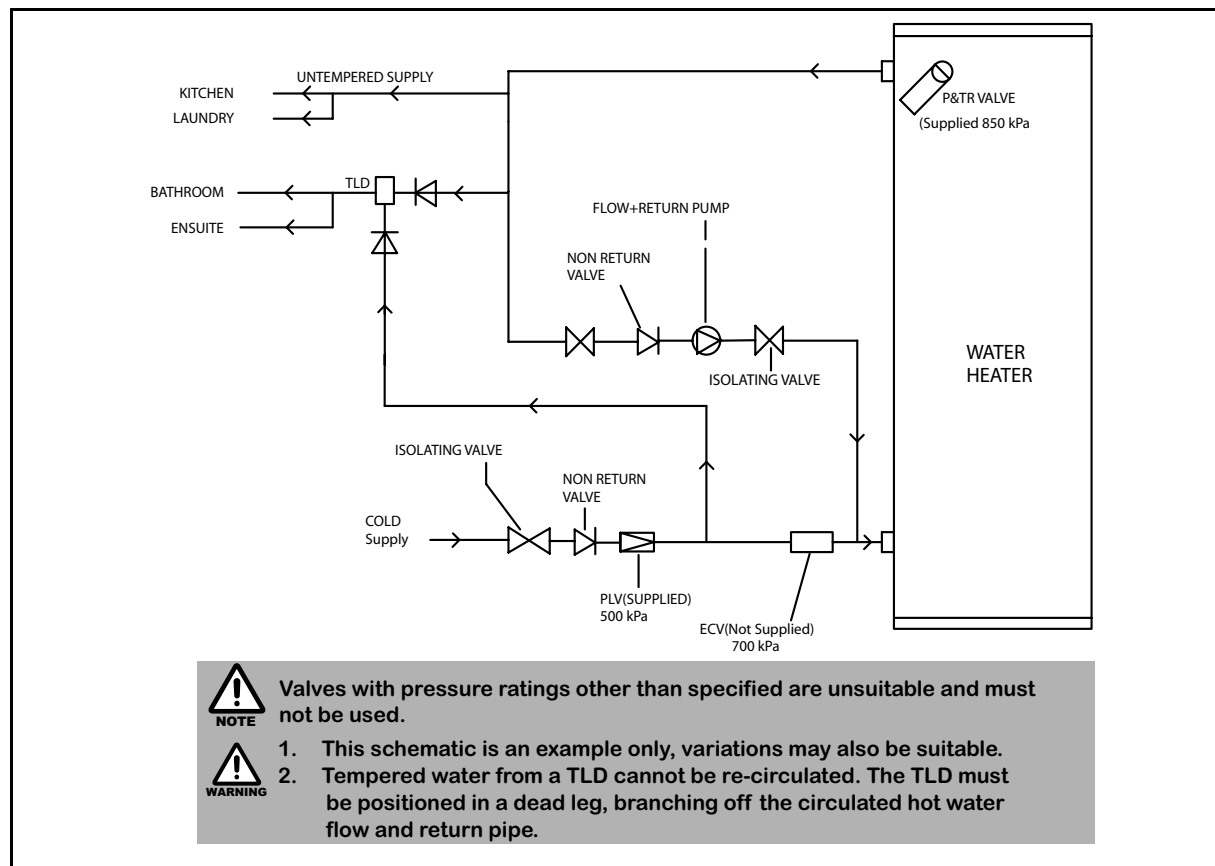 UNTEMPERED SUPPLY
KITCHEN
LAUNDRY
P&TR VALVE
(Supplied 850 kPa
TLD
BATHROOM
ENSUITE
FLOW+RETURN PUMP
NON RETURN
VALVE
ISOLATING VALVE
WATER
HEATER
ISOLATING VALVE
NON RETURN
VALVE
COLD
Supply
PLV(SUPPLIED)
500 kPa
ECV(Not Supplied)
700 kPa
NOTE
Valves with pressure ratings other than specified are unsuitable and must
not be used.
WARNING
1. This schematic is an example only, variations may also be suitable.
2. Tempered water from a TLD cannot be re-circulated. The TLD must
be positioned in a dead leg, branching off the circulated hot water
flow and return pipe.